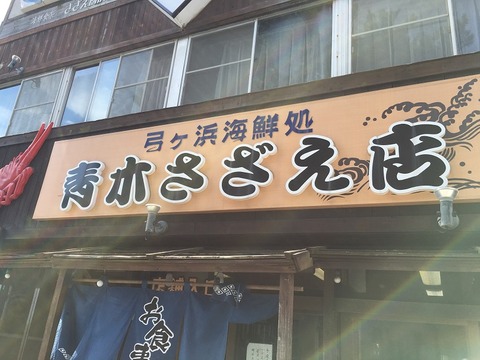 弓ヶ浜海鮮処
青木さざえ店
お食事